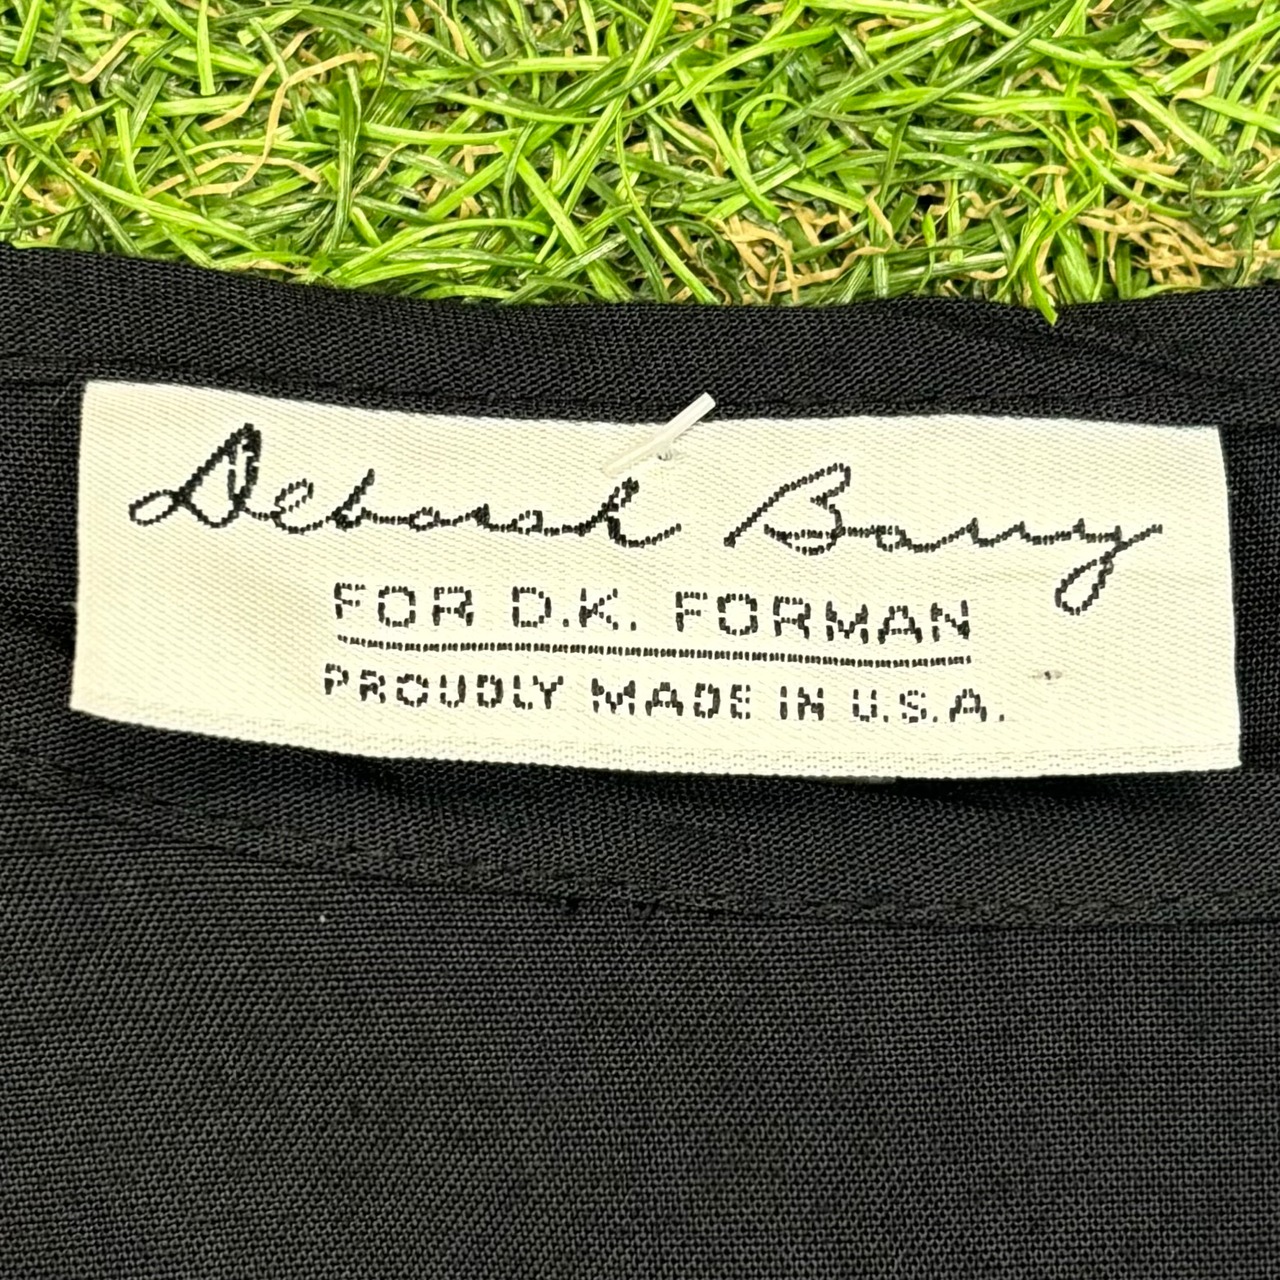 Deborah Barry
FOR D.K. FORMAN
PROUDLY MADE IN U.S.A.